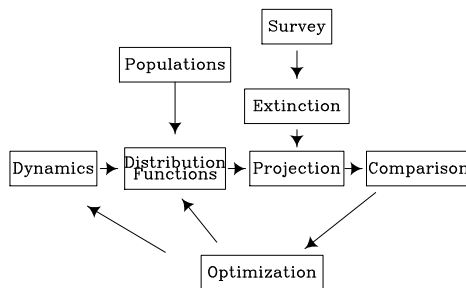 Survey
Populations
Extinction
Dynamics
Distribution
Functions
Projection
Comparison
Optimization